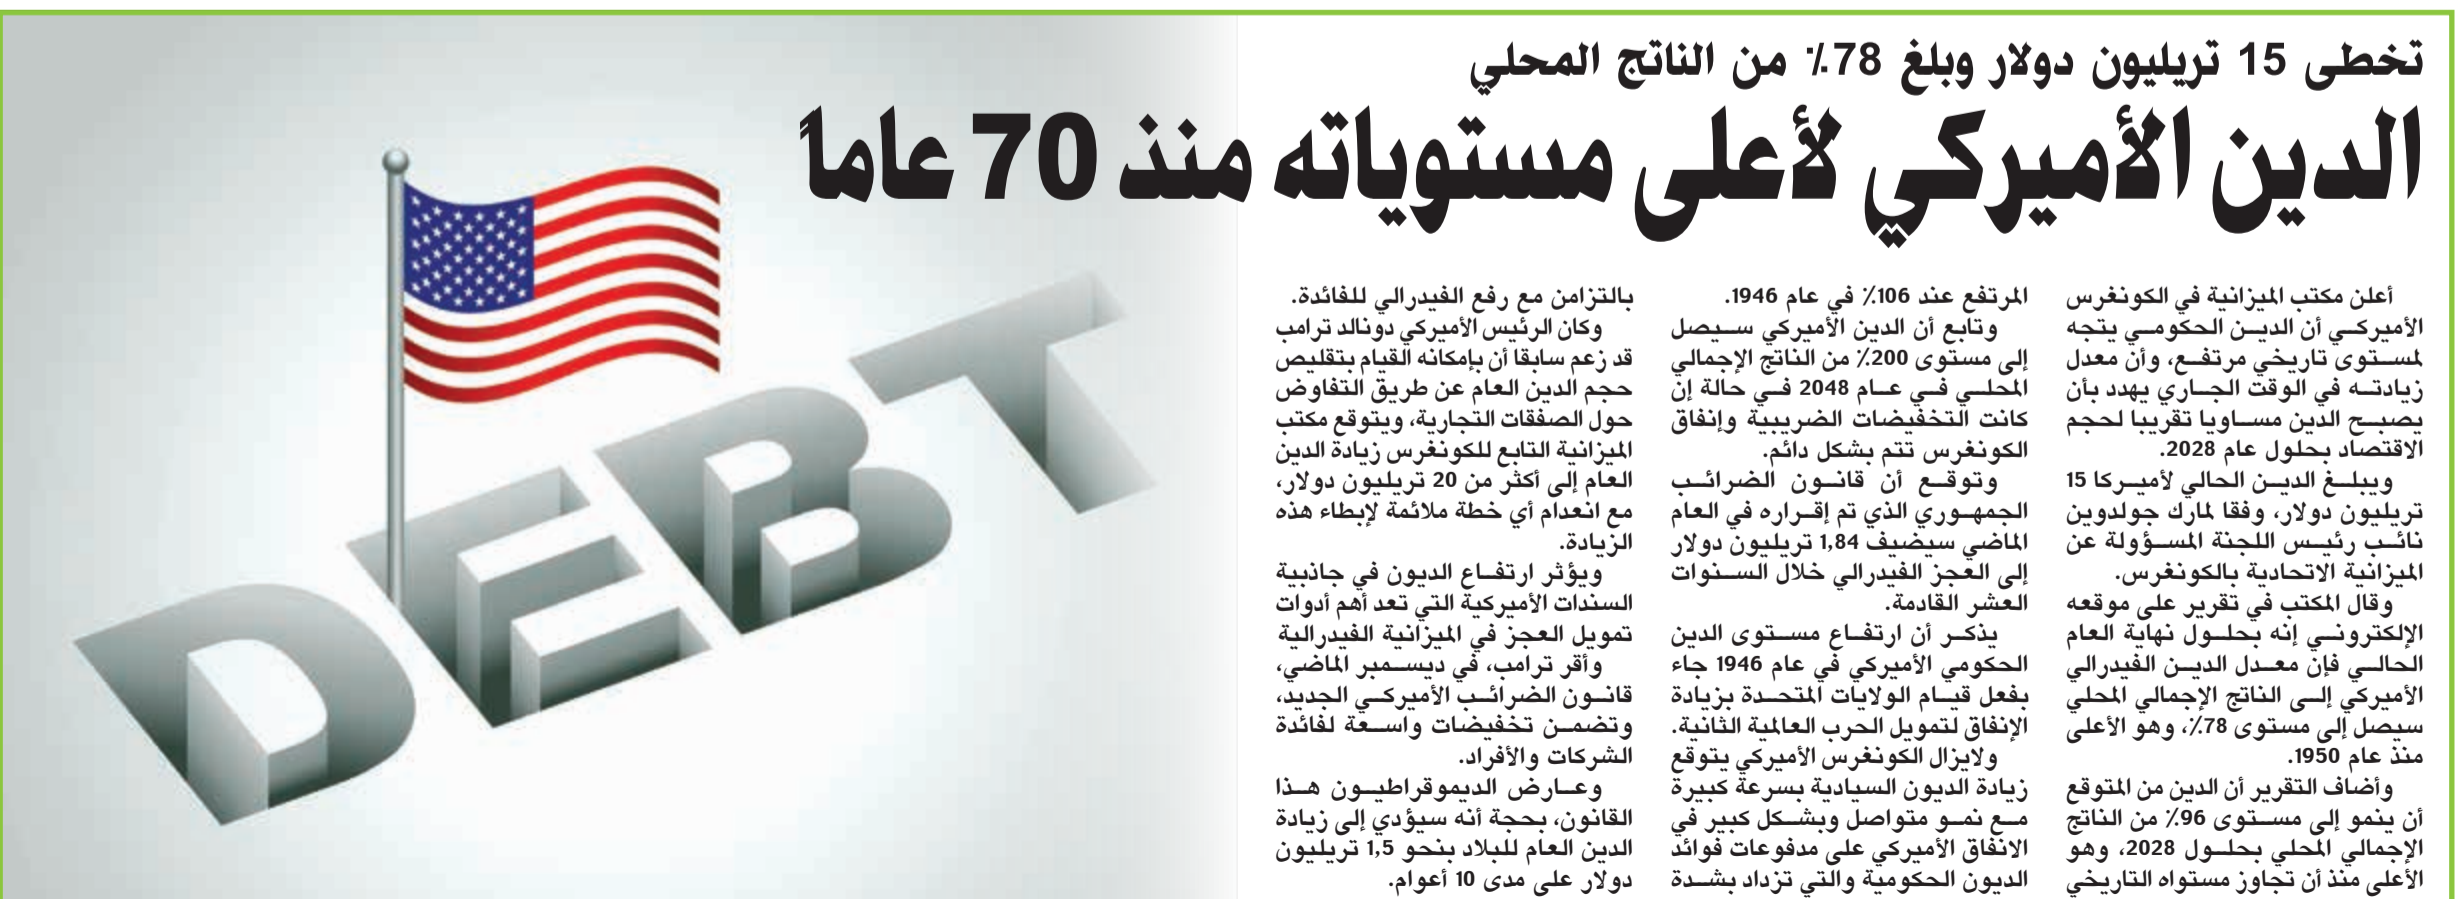 تخطى 15 تريليون دولار وبلغ 78٪ من الناتج المحلي
الدين الأميركي لأعلى مستوياته منذ 70 عاماً
أعلن مكتب الميزانية في الكونغرس
الأميركي أن الدين الحكومي يتجه
لمستوى تاريخي مرتفع، وأن معدل
زيادته في الوقت الجاري يهدد بأن
يصبح الدين مساويا تقريبا لحجم
الاقتصاد بحلول عام 2028.
ويبلغ الدين الحالي لأميركا 15
تريليون دولار، وفقا لمارك جولدوين
نائب رئيس اللجنة المسؤولة عن
الميزانية الاتحادية بالكونغرس.
وقال المكتب في تقرير على موقعه
الإلكتروني إنه بحلول نهاية العام
الحالي فإن معدل الدين الفيدرالي
الأميركي إلى الناتج الإجمالي المحلي
سيصل إلى مستوى 78٪، وهو الأعلى
منذ عام 1950.
وأضاف التقرير أن الدين من المتوقع
أن ينمو إلى مستوى 96٪ من الناتج
الإجمالي المحلي بحلول 2028، وهو
الأعلى منذ أن تجاوز مستواه التاريخي
المرتفع عند 106٪ في عام 1946.
وتابع أن الدين الأميركي سيصل
إلى مستوى 200٪ من الناتج الإجمالي
المحلي في عام 2048 في حالة إن
كانت التخفيضات الضريبية وإنفاق
الكونغرس تتم بشكل دائم.
وتوقع أن قانون الضرائب
الجمهوري الذي تم إقراره في العام
الماضي سيضيف 1,84 تريليون دولار
إلى العجز الفيدرالي خلال السنوات
العشر القادمة.
يذكر أن ارتفاع مستوى الدين
الحكومي الأميركي في عام 1946 جاء
بفعل قيام الولايات المتحدة بزيادة
الإنفاق لتمويل الحرب العالمية الثانية.
ولايزال الكونغرس الأميركي يتوقع
زيادة الديون السيادية بسرعة كبيرة
مع نمو متواصل وبشكل كبير في
الانفاق الأميركي على مدفوعات فوائد
الديون الحكومية والتي تزداد بشدة
بالتزامن مع رفع الفيدرالي للفائدة.
وكان الرئيس الأميركي دونالد ترامب
قد زعم سابقا أن بإمكانه القيام بتقليص
حجم الدين العام عن طريق التفاوض
حول الصفقات التجارية، ويتوقع مكتب
الميزانية التابع للكونغرس زيادة الدين
العام إلى أكثر من 20 تريليون دولار،
مع انعدام أي خطة ملائمة لإبطاء هذه
الزيادة.
ويؤثر ارتفاع الديون في جاذبية
السندات الأميركية التي تعد أهم أدوات
تمويل العجز في الميزانية الفيدرالية
وأقر ترامب، في ديسمبر الماضي،
قانون الضرائب الأميركي الجديد،
وتضمن تخفيضات واسعة لفائدة
الشركات والأفراد.
وعارض الديموقراطيون هذا
القانون، بحجة أنه سيؤدي إلى زيادة
الدين العام للبلاد بنحو 1,5 تريليون
دولار على مدى 10 أعوام.
DEBT